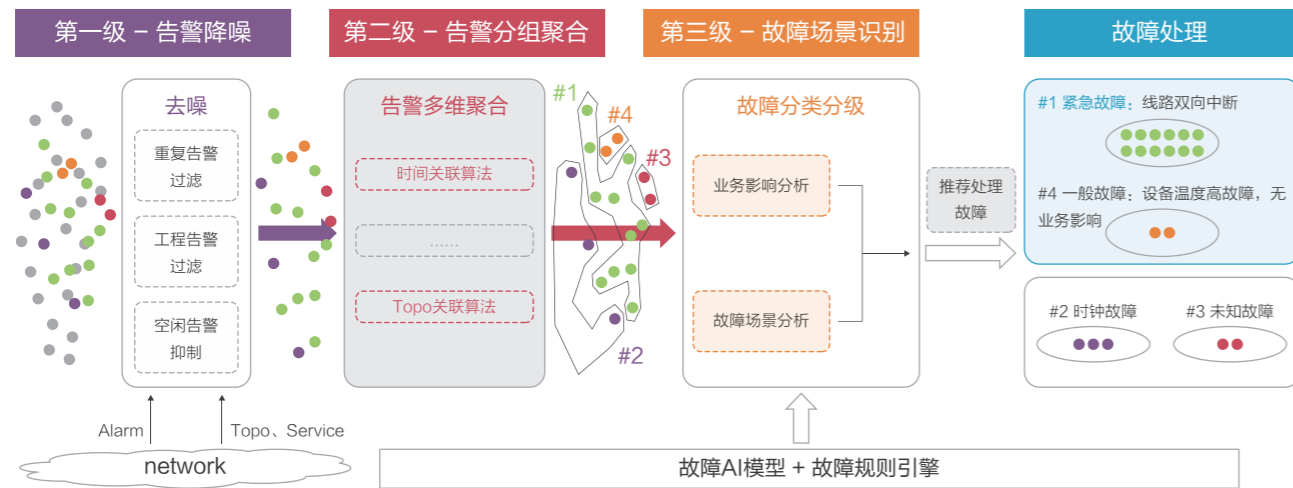 第一级 – 告警降噪
第二级 – 告警分组聚合
第三级 – 故障场景识别
故障处理
去噪
重复告警
过滤
工程告警
过滤
空闲告警
抑制
告警多维聚合
时间关联算法
......
Topo关联算法
#1
#4
#3
#2
故障分类分级
业务影响分析
故障场景分析
推荐处理
故障
#1 紧急故障：线路双向中断
#4 一般故障：设备温度高故障，无
业务影响
#2 时钟故障
#3 未知故障
Alarm
Topo、Service
network
故障AI模型 + 故障规则引擎